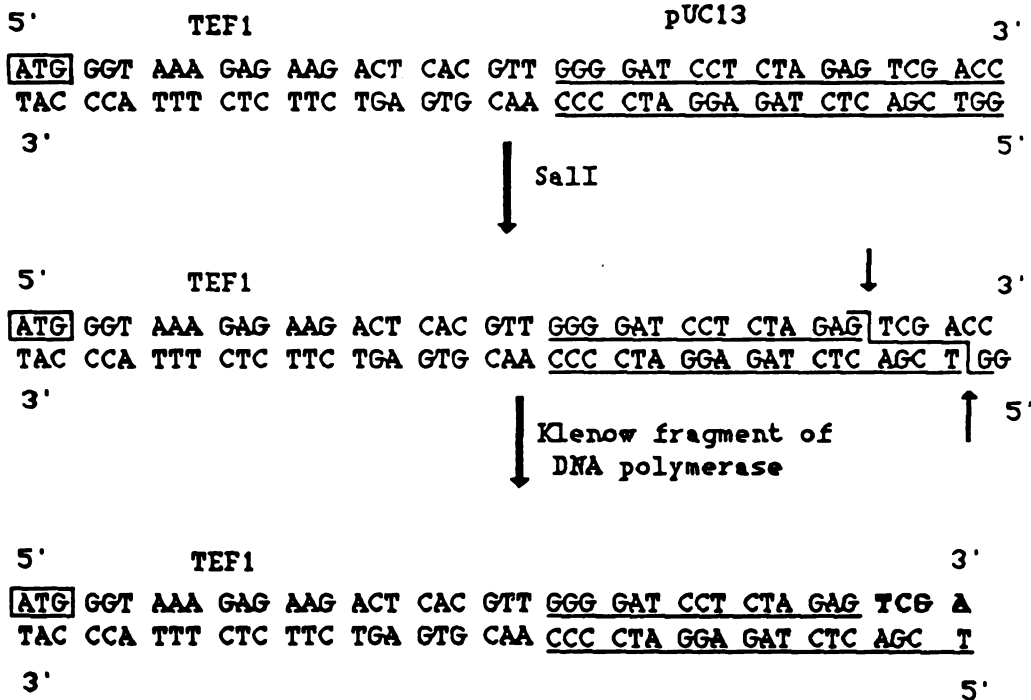 5' TEF1 pUC13 3'
ATG GGT AAA GAG AAG ACT CAC GTT GGG GAT CCT CTA GAG TCG ACC
TAC CCA TTT CTC TTC TGA GTG CAA CCC CTA GGA GAT CTC AGC TGG
3' 5'
SalI
5' TEF1 3'
ATG GGT AAA GAG AAG ACT CAC GTT GGG GAT CCT CTA GAG TCG ACC
TAC CCA TTT CTC TTC TGA GTG CAA CCC CTA GGA GAT CTC AGC T GG
3' 5'
Klenow fragment of
DNA polymerase
5' TEF1 3'
ATG GGT AAA GAG AAG ACT CAC GTT GGG GAT CCT CTA GAG TCG A
TAC CCA TTT CTC TTC TGA GTG CAA CCC CTA GGA GAT CTC AGC T
3' 5'